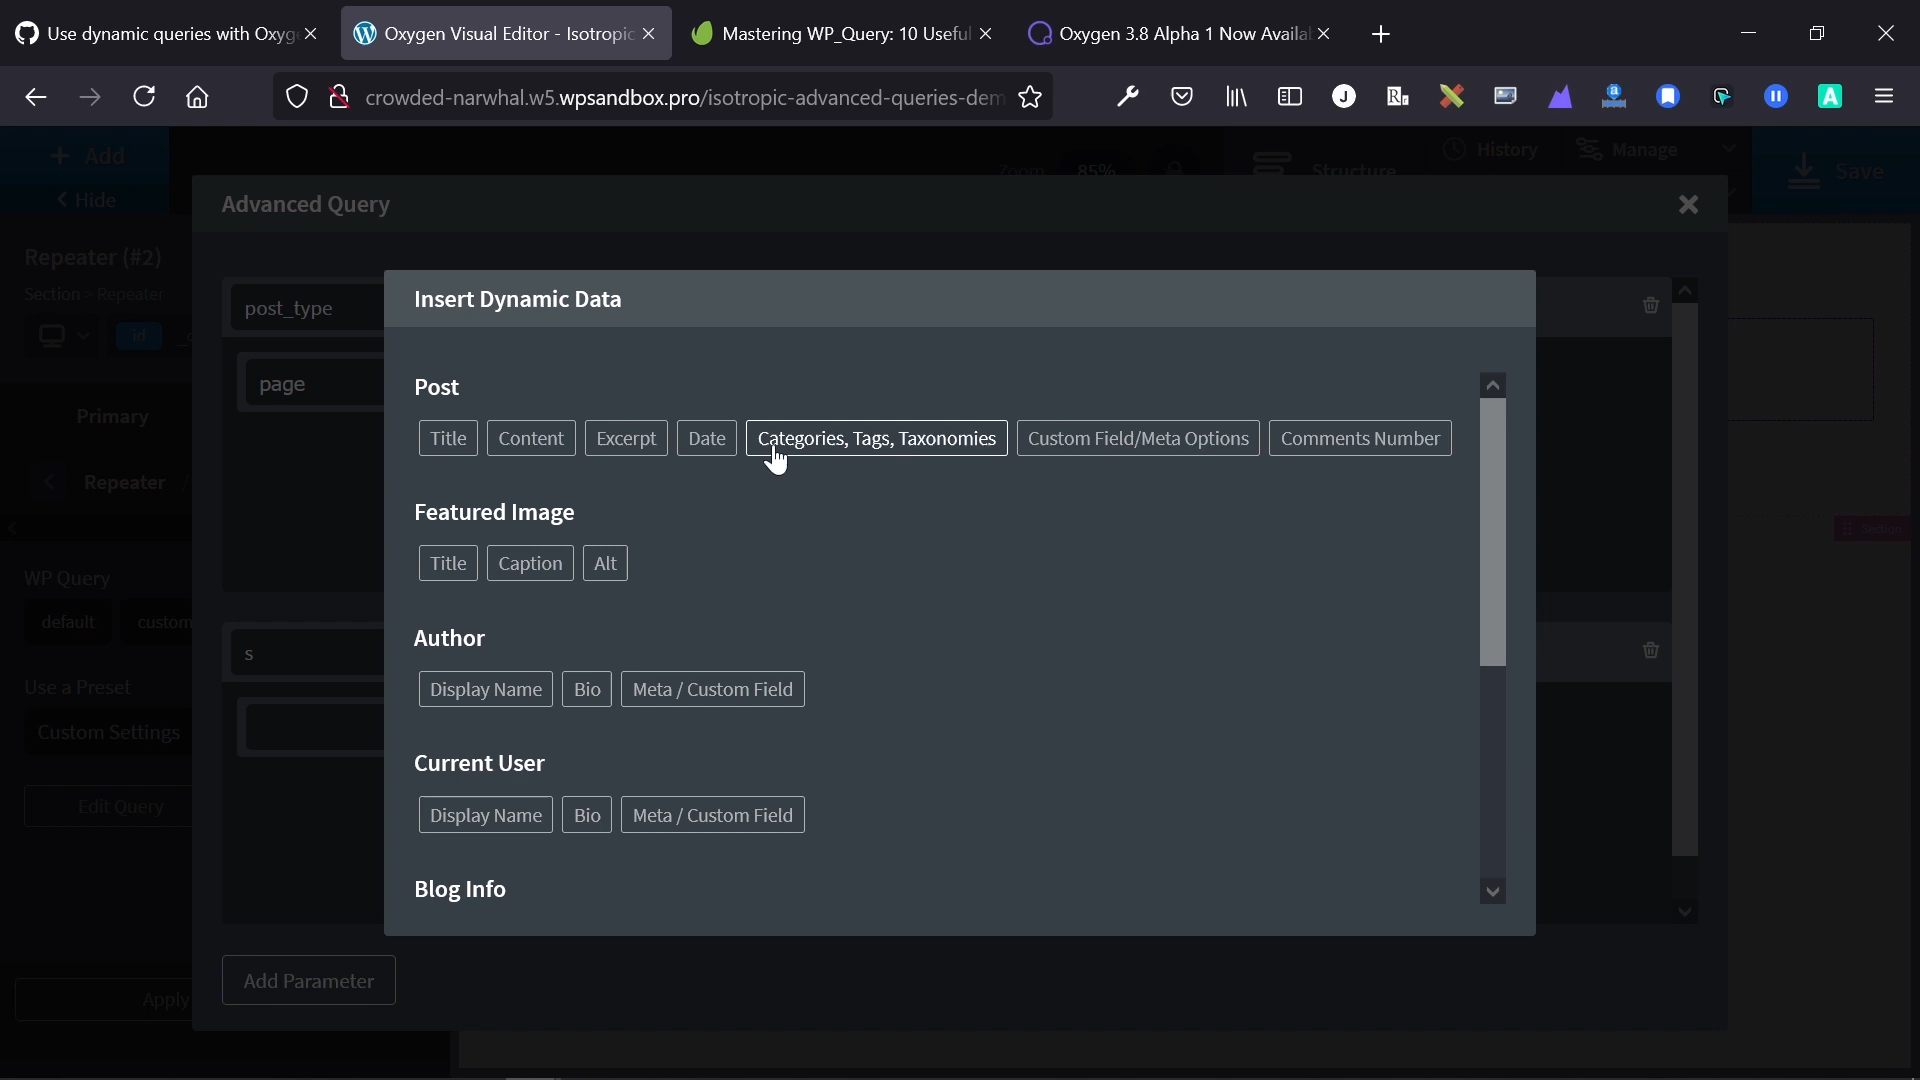 Use dynamic queries with Oxyge
Oxygen Visual Editor - Isotropic
Mastering WP_Query: 10 Useful
Oxygen 3.8 Alpha 1 Now Availa
crowded-narwhal.w5.wpsandbox.pro/isotropic-advanced-queries-dem
+ Add
History
Manage
Zoom 85%
Structure
Save
Hide
Advanced Query
Repeater (#2)
Section > Repeater
Insert Dynamic Data
post_type
id
Post
page
Primary
Title Content Excerpt Date Categories, Tags, Taxonomies Custom Field/Meta Options Comments Number
Repeater /
Featured Image
Section
Title Caption Alt
WP Query
default custom
Author
s
Use a Preset
Display Name Bio Meta / Custom Field
Custom Settings
Current User
Edit Query
Display Name Bio Meta / Custom Field
Blog Info
Add Parameter
Apply